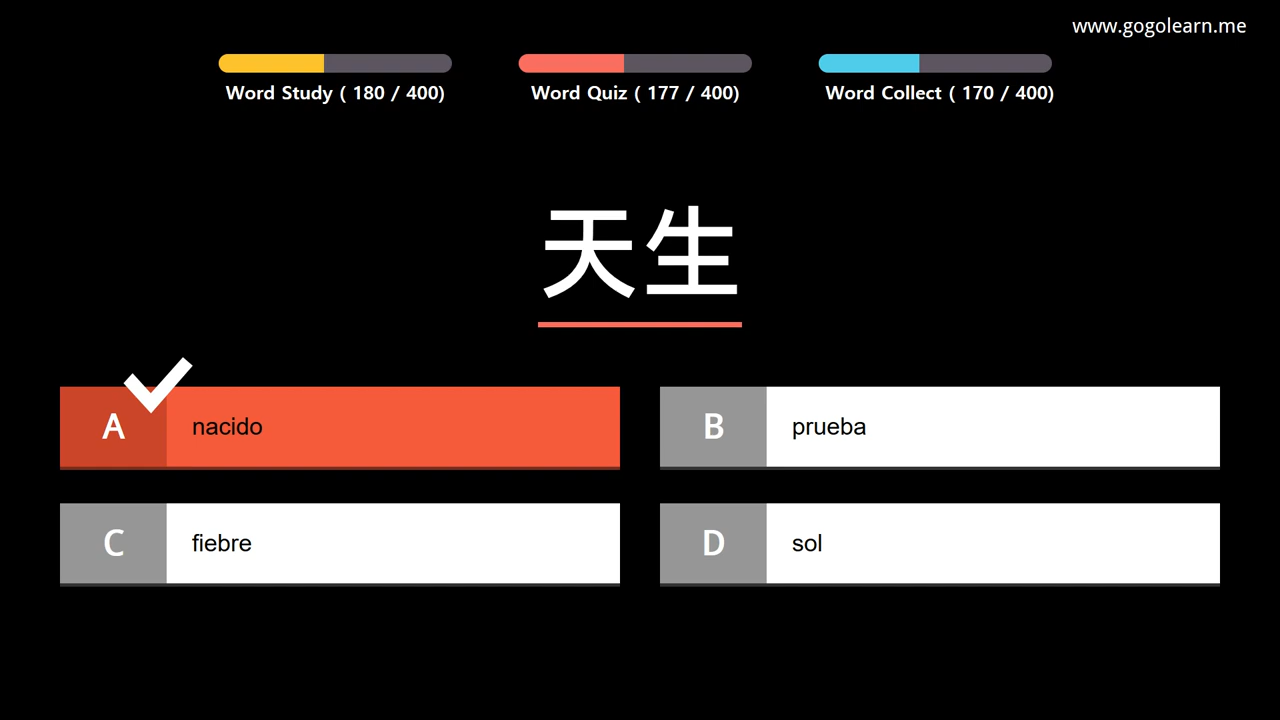 www.gogolearn.me
Word Study ( 180 / 400)
Word Quiz ( 177 / 400)
Word Collect ( 170 / 400)
天生
A nacido
B prueba
C fiebre
D sol